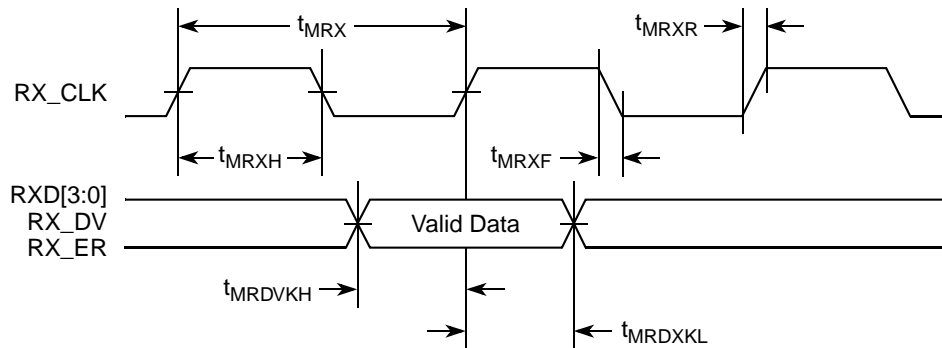 tMRX
tMRXR
RX_CLK
tMRXH
tMRXF
RXD[3:0]
RX_DV
Valid Data
RX_ER
tMRDVKH
tMRDXKL